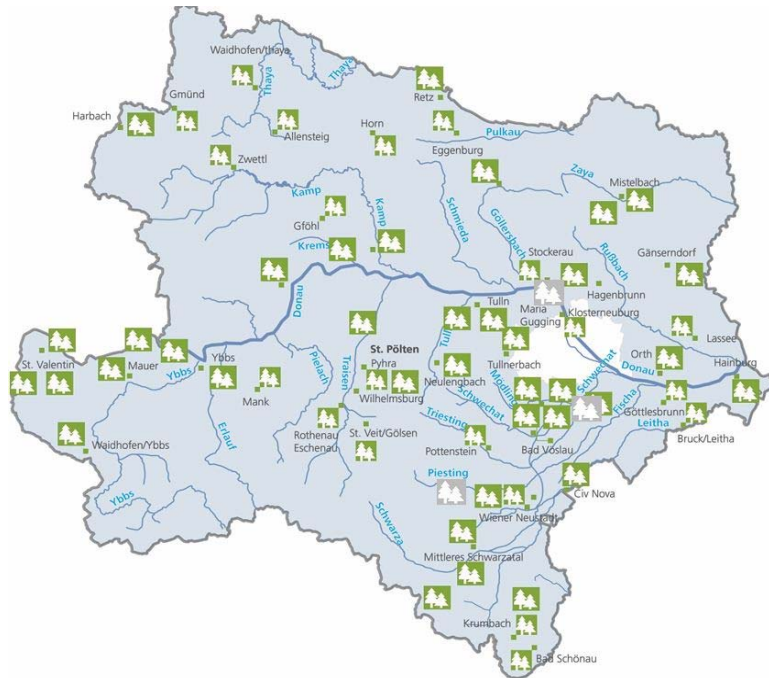 Waidhofen/thaya
Thaya
Thaya
Gmünd
Retz
Harbach
Allensteig
Horn
Pulkau
Eggenburg
Zwettl
Zaya
Mistelbach
Kamp
Kamp
Schmieda
Göllersbach
Gföhl
Krems
Rußbach
Stockerau
Gänserndorf
Hagenbrunn
Donau
Tulln
Maria
Gugging
Klosterneuburg
Tulln
St. Pölten
Lassee
Ybbs
Tullnerbach
Orth
Hainburg
St. Valentin
Mauer
Ybbs
Pielach
Traisen
Pyhra
Neulengbach
Mödling
Schwechat
Donau
Mank
Wilhelmsburg
Schwechat
Fischa
Göttlesbrunn
Triesting
Leitha
Rothenau
Eschenau
St. Veit/Gölsen
Bruck/Leitha
Waidhofen/Ybbs
Erlauf
Pottenstein
Bad Vöslau
Piesting
Ybbs
Civ Nova
Schwarza
Wiener Neustadt
Mittleres Schwarzatal
Krumbach
Bad Schönau